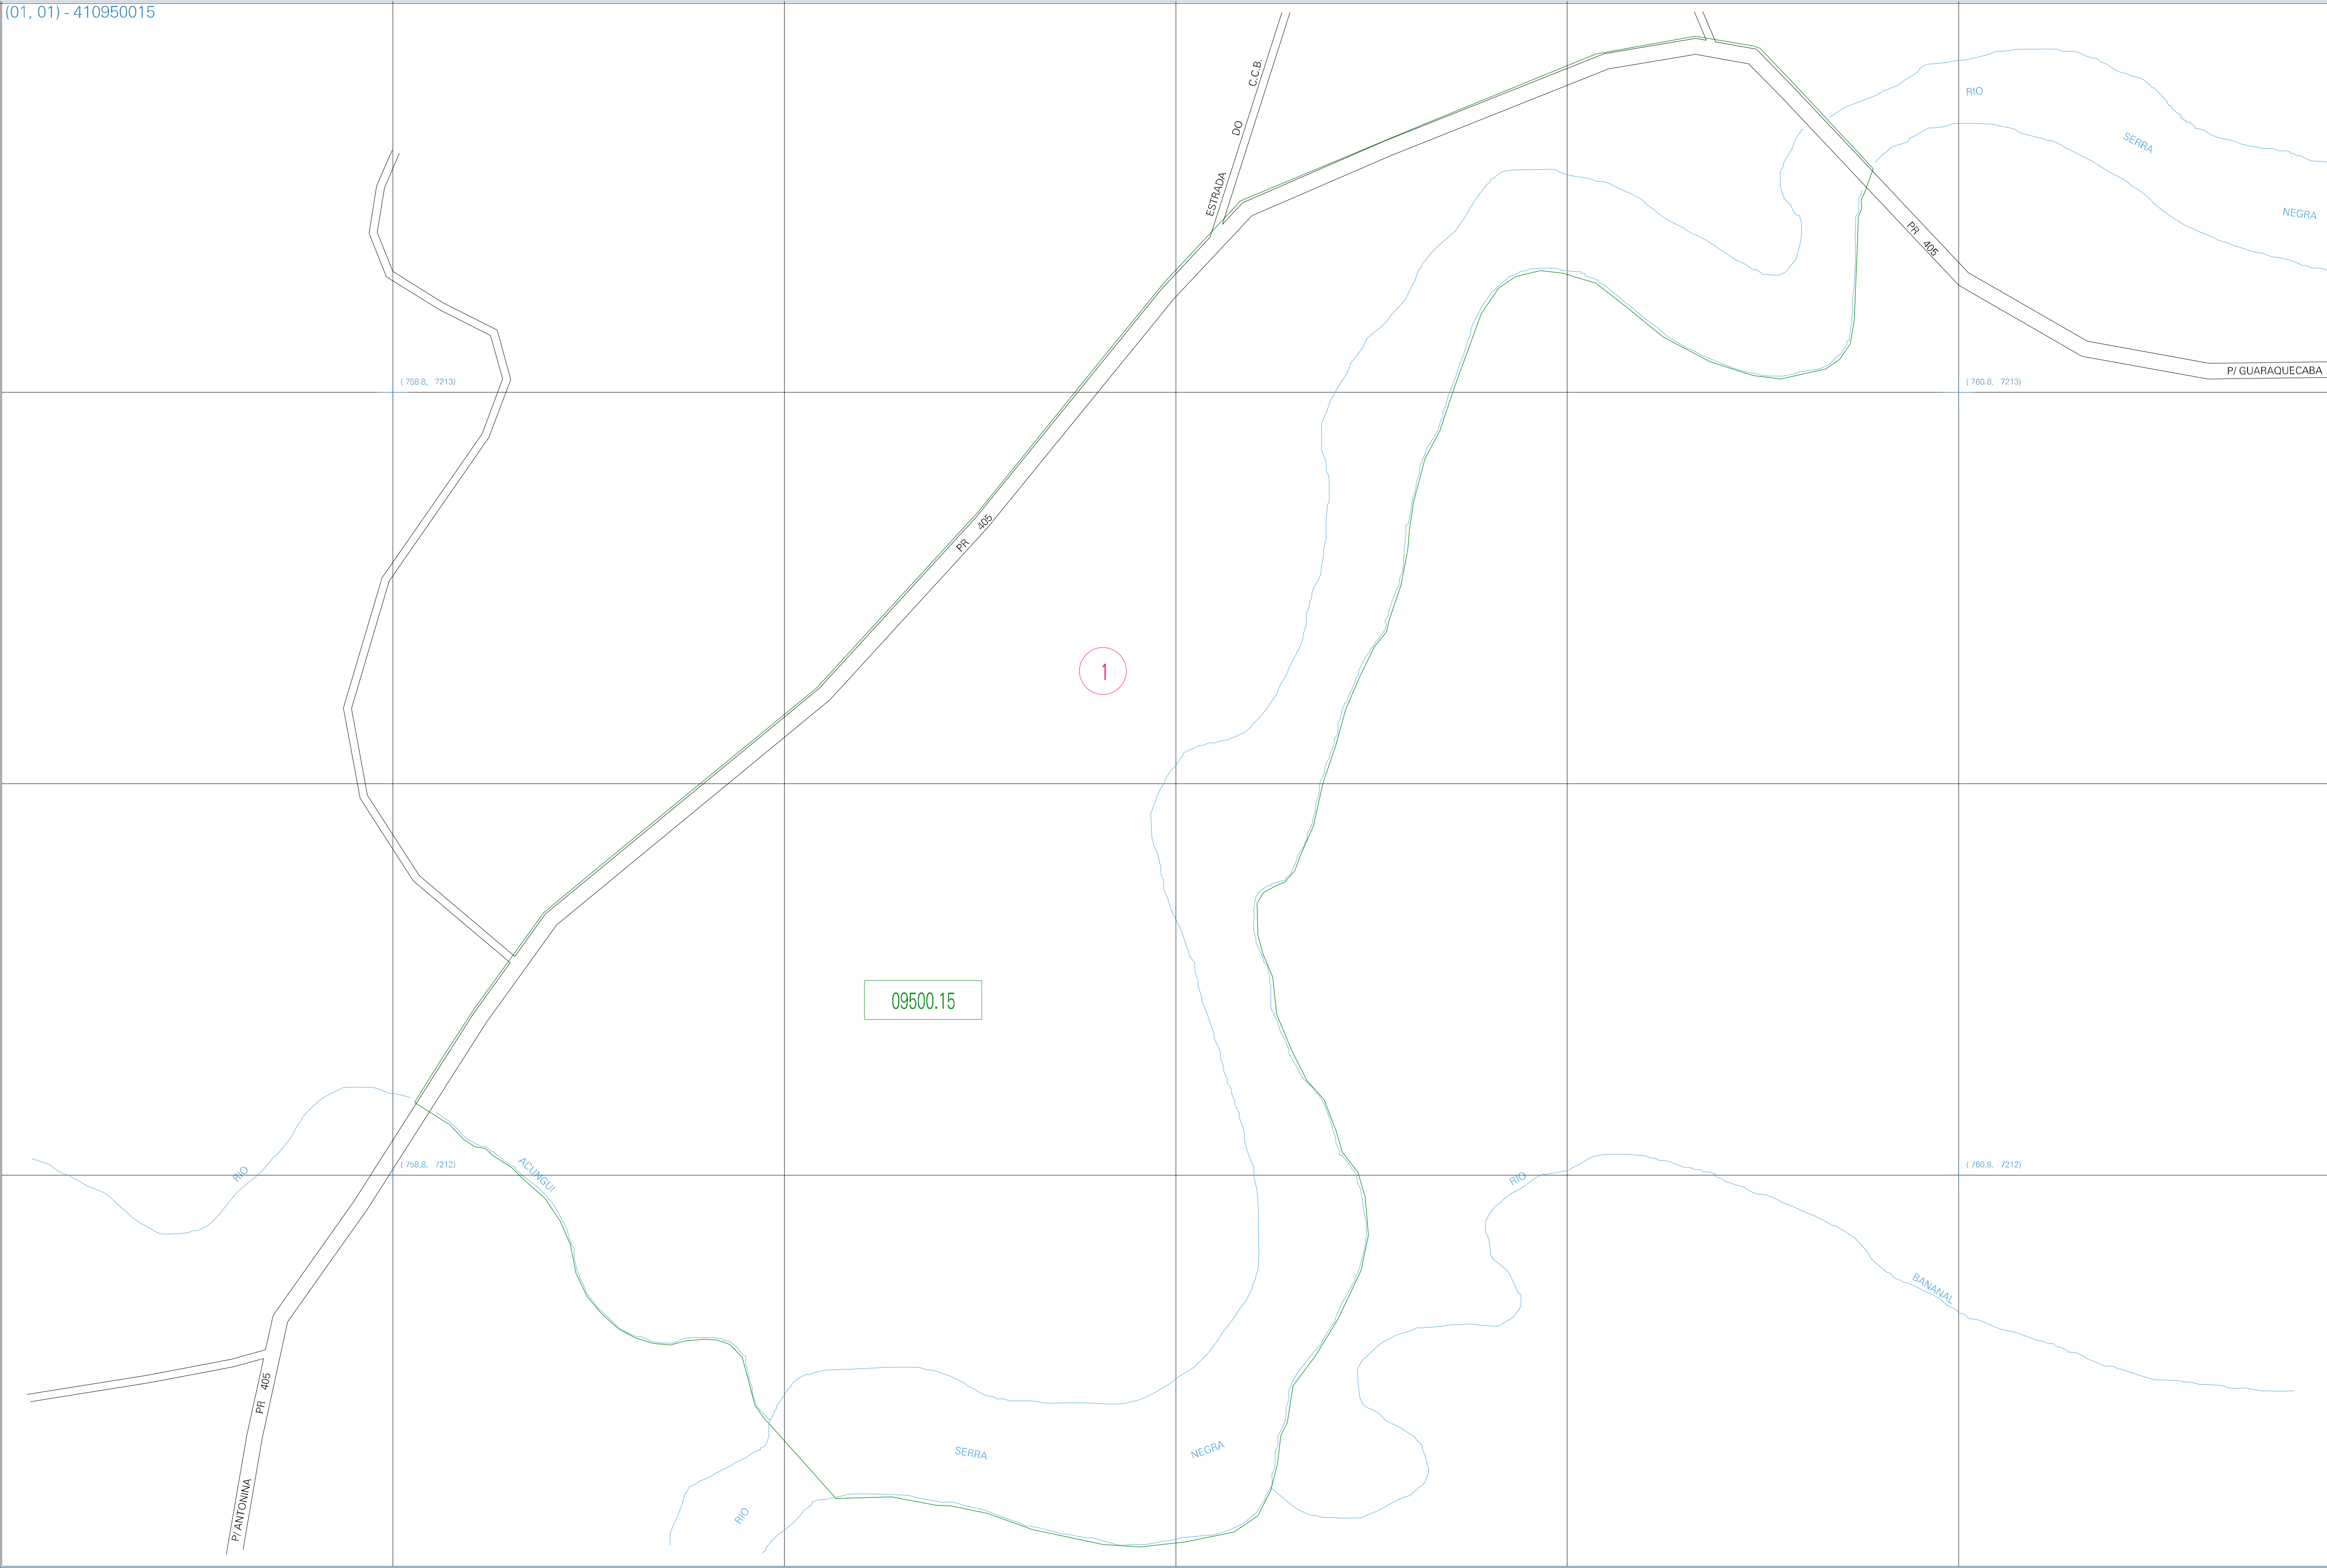 (01, 01) - 410950015
ESTRADA DO C.C.B.
RIO SERRA NEGRA
PR 405
P/ GUARAQUECABA
( 758.8, 7213)
( 760.8, 7213)
PR 405
1
09500.15
RIO ACUNGUI
( 758.8, 7212)
( 760.8, 7212)
RIO BANANAL
PR 405
P/ ANTONINA
RIO SERRA NEGRA